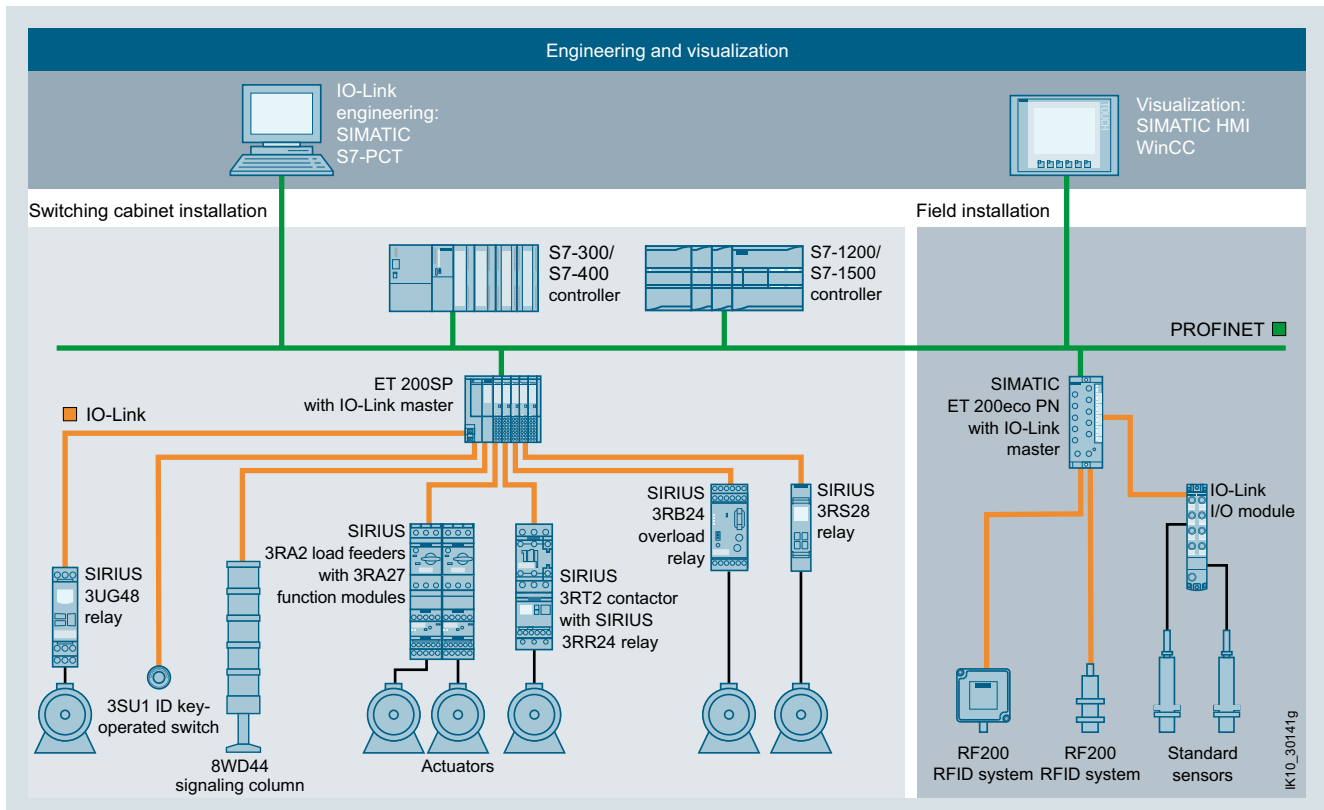 Engineering and visualization
IO-Link
engineering:
SIMATIC
S7-PCT
TOUCH
Visualization:
SIMATIC HMI
WinCC
Switching cabinet installation
Field installation
S7-300/
S7-400
controller
S7-1200/
S7-1500
controller
PROFINET
ET 200SP
with IO-Link master
SIMATIC
ET 200eco PN
with IO-Link
master
IO-Link
SIRIUS
3UG48
relay
3SU1 ID key-
operated switch
8WD44
signaling column
SIRIUS
3RA2 load feeders
with 3RA27
function modules
Actuators
SIRIUS
3RT2 contactor
with SIRIUS
3RR24 relay
SIRIUS
3RB24
overload
relay
SIRIUS
3RS28
relay
IO-Link
I/O module
RF200
RFID system
RF200
RFID system
Standard
sensors
IK10_30141g